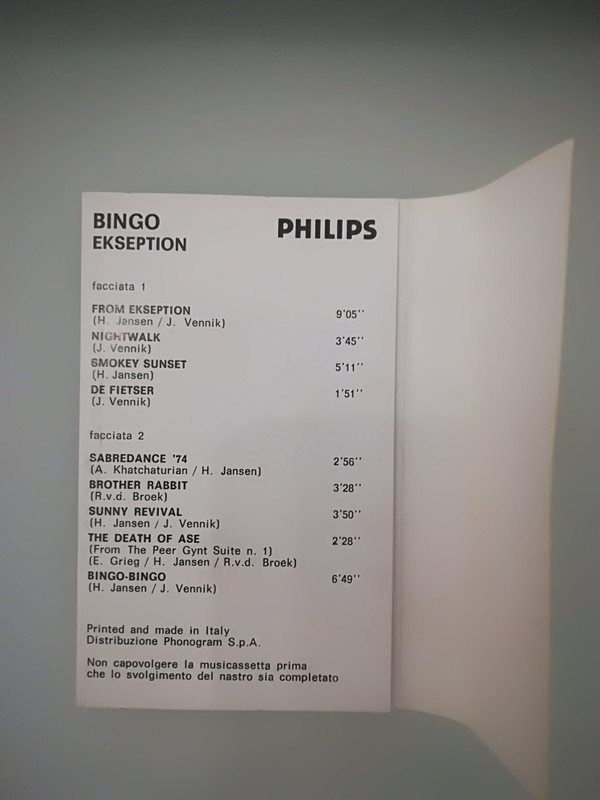 BINGO
EKSEPTION
PHILIPS
facciata 1
FROM EKSEPTION 9'05''
(H. Jansen / J. Vennik)
NIGHTWALK 3'45''
(J. Vennik)
SMOKEY SUNSET 5'11''
(H. Jansen)
DE FIETSER 1'51''
(J. Vennik)
facciata 2
SABREDANCE '74 2'56''
(A. Khatchaturian / H. Jansen)
BROTHER RABBIT 3'28''
(R.v.d. Broek)
SUNNY REVIVAL 3'50''
(H. Jansen / J. Vennik)
THE DEATH OF ASE 2'28''
(From The Peer Gynt Suite n. 1)
(E. Grieg / H. Jansen / R.v.d. Broek)
BINGO-BINGO 6'49''
(H. Jansen / J. Vennik)
Printed and made in Italy
Distribuzione Phonogram S.p.A.
Non capovolgere la musicassetta prima
che lo svolgimento del nastro sia completato